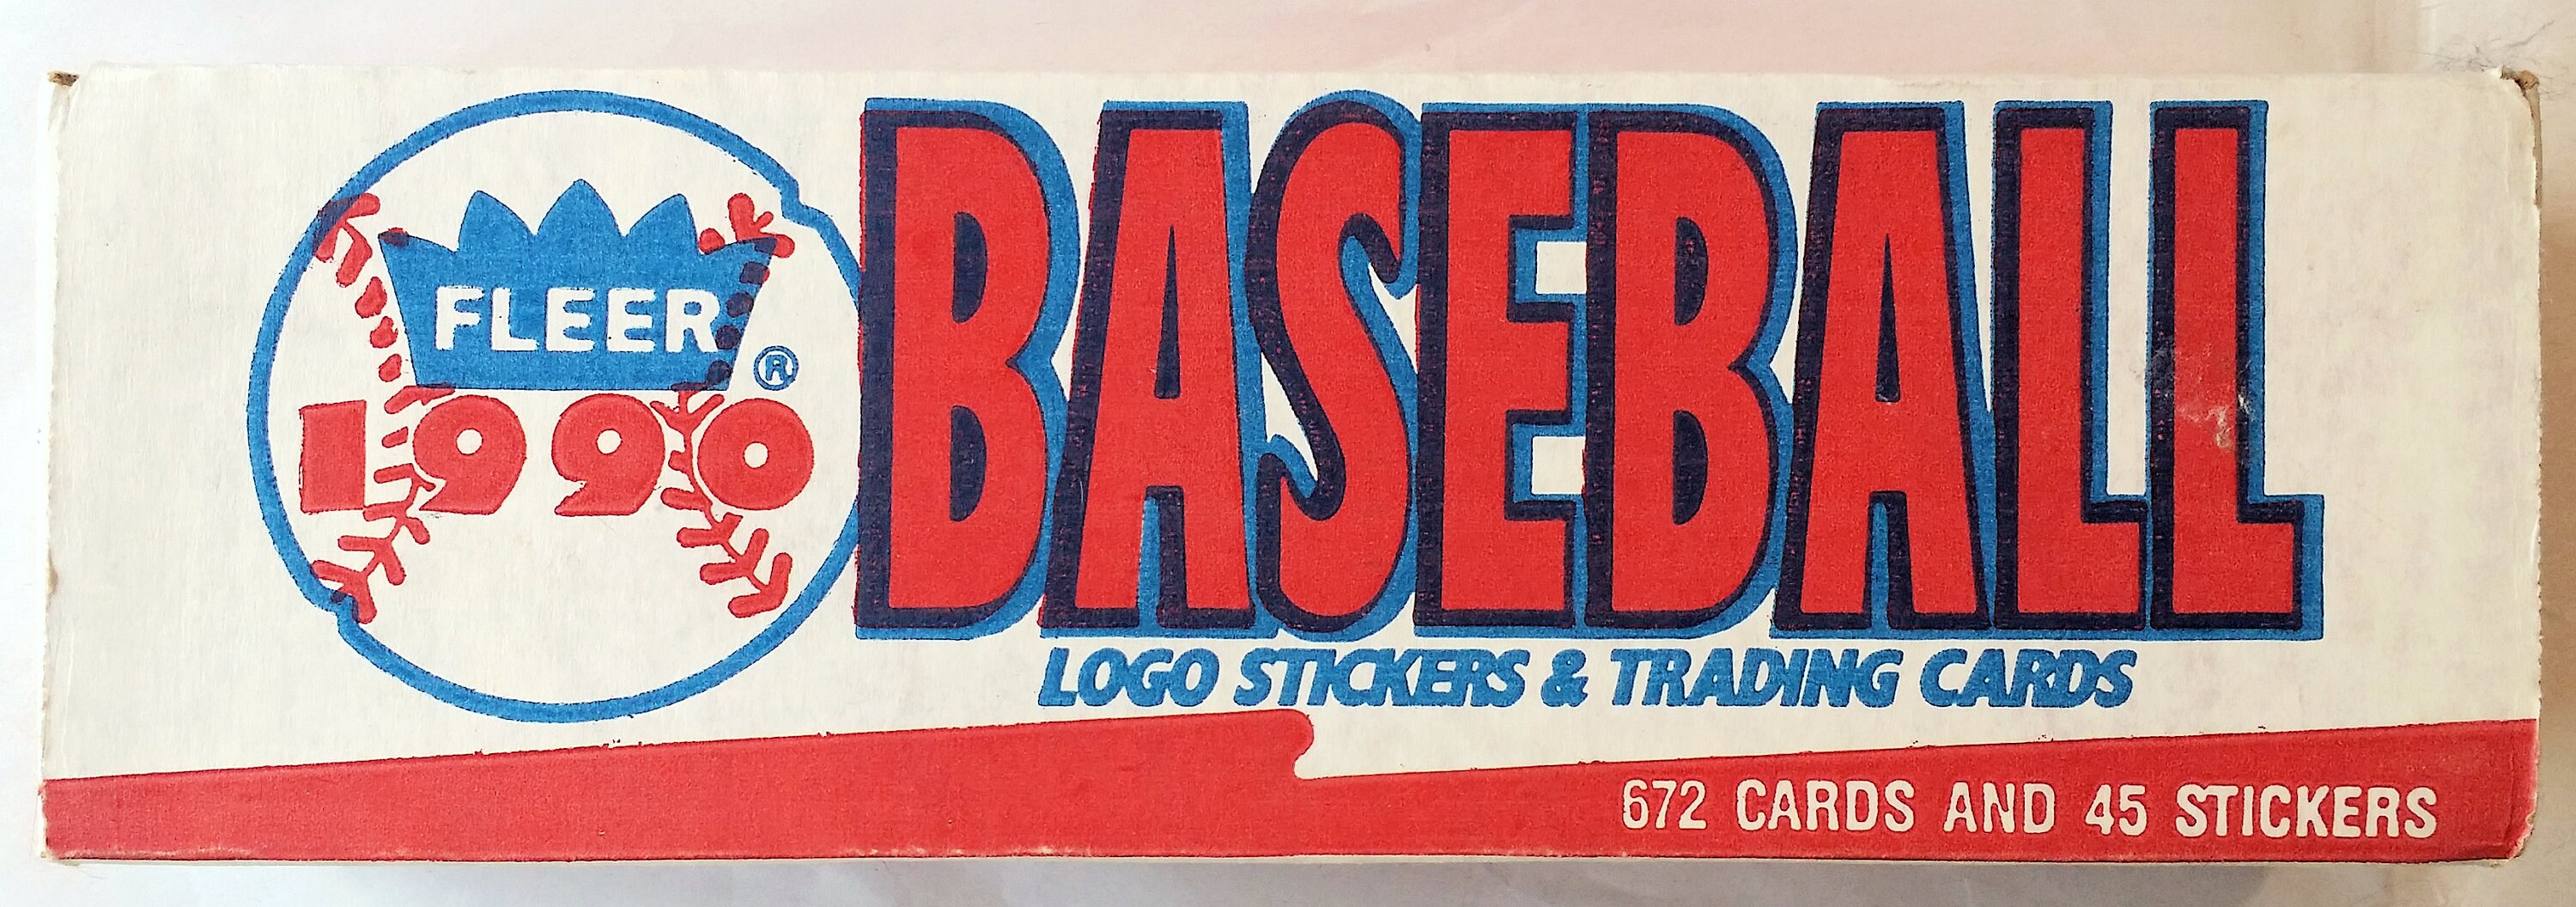 FLEER
®
1990
BASEBALL
LOGO STICKERS & TRADING CARDS
672 CARDS AND 45 STICKERS